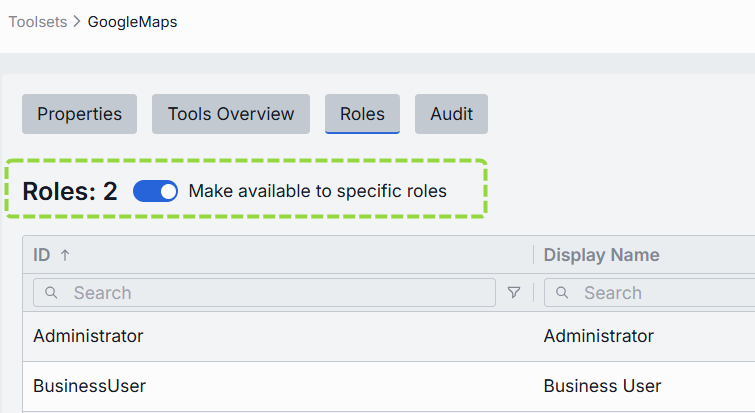 Toolsets > GoogleMaps
Properties Tools Overview Roles Audit
Roles: 2 Make available to specific roles
ID ↑ Display Name
Search Search
Administrator Administrator
BusinessUser Business User